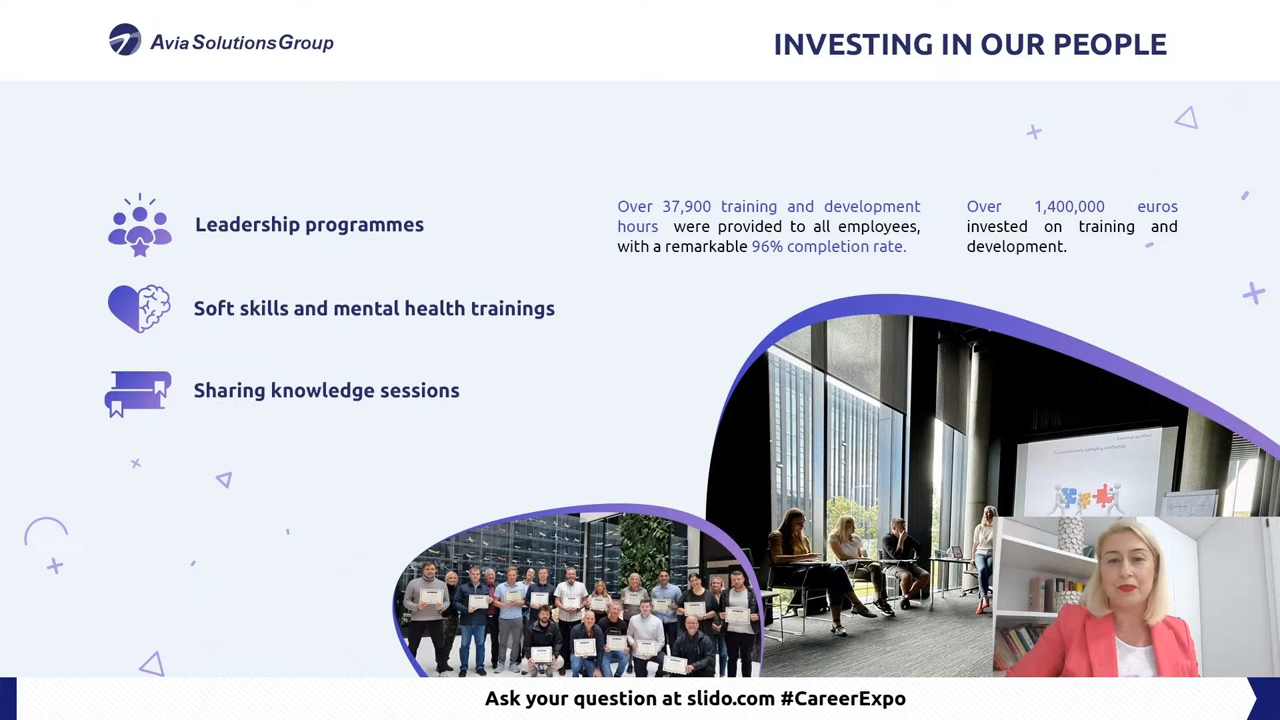 Avia Solutions Group
INVESTING IN OUR PEOPLE
Leadership programmes
Soft skills and mental health trainings
Sharing knowledge sessions
Over 37,900 training and development
hours were provided to all employees,
with a remarkable 96% completion rate.
Over 1,400,000 euros
invested on training and
development.
Ask your question at slido.com #CareerExpo